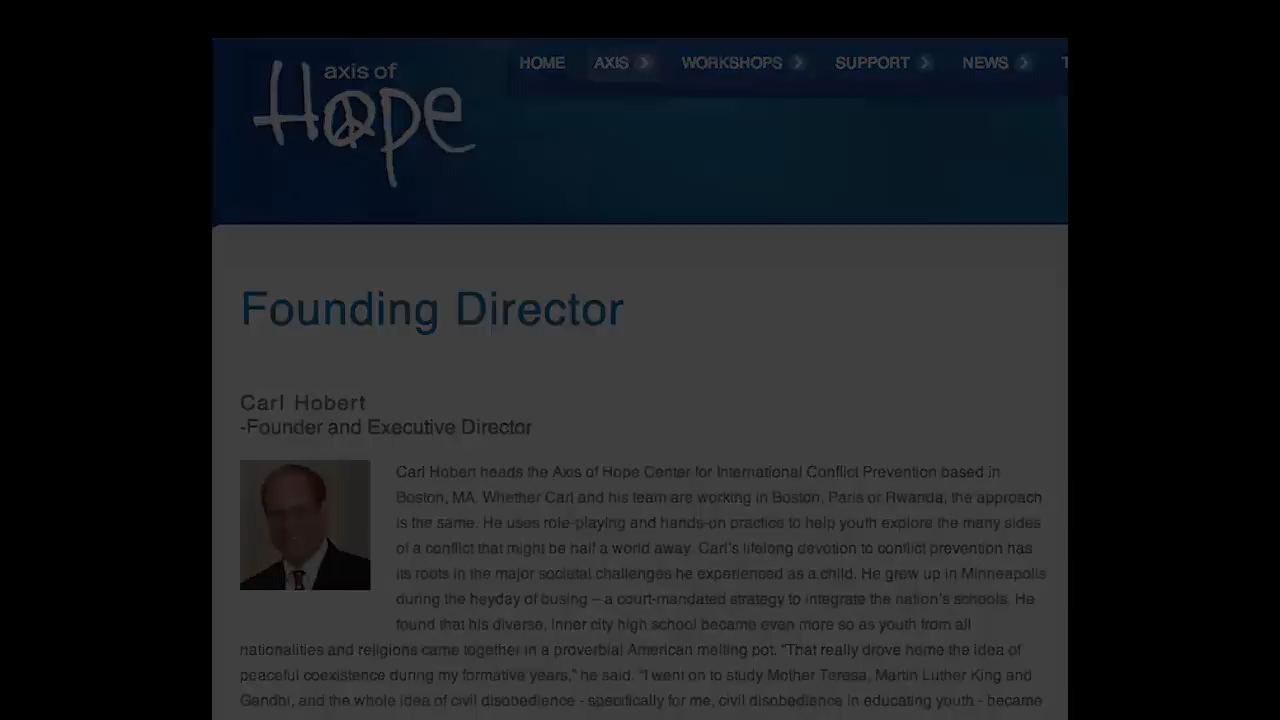 axis of
Hope
HOME AXIS WORKSHOPS SUPPORT NEWS T
Founding Director
Carl Hobert
-Founder and Executive Director
Carl Hobert heads the Axis of Hope Center for International Conflict Prevention based in
Boston, MA. Whether Carl and his team are working in Boston, Paris or Rwanda, the approach
is the same. He uses role-playing and hands-on practice to help youth explore the many sides
of a conflict that might be half a world away. Carl's lifelong devotion to conflict prevention has
its roots in the major societal challenges he experienced as a child. He grew up in Minneapolis
during the heyday of busing – a court-mandated strategy to integrate the nation's schools. He
found that his diverse, inner city high school became even more so as youth from all
nationalities and religions came together in a proverbial American melting pot. "That really drove home the idea of
peaceful coexistence during my formative years," he said. "I went on to study Mother Teresa, Martin Luther King and
Gandhi, and the whole idea of civil disobedience - specifically for me, civil disobedience in educating youth - became